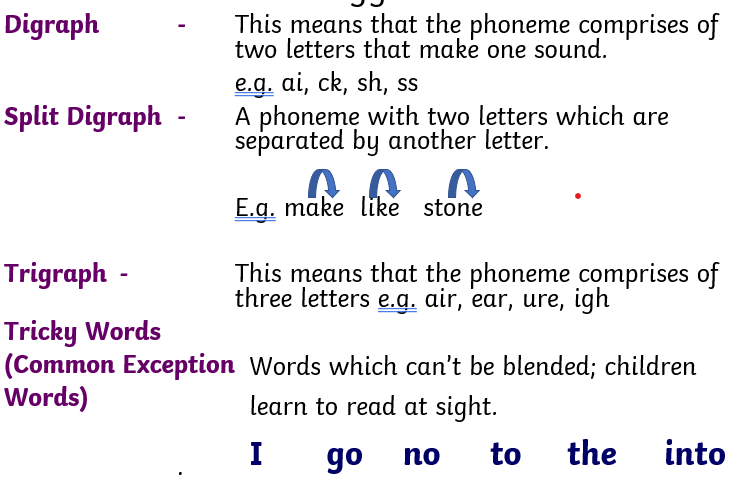 Digraph - This means that the phoneme comprises of
two letters that make one sound.
e.g. ai, ck, sh, ss
Split Digraph - A phoneme with two letters which are
separated by another letter.
E.g. make like stone
Trigraph - This means that the phoneme comprises of
three letters e.g. air, ear, ure, igh
Tricky Words
(Common Exception Words which can't be blended; children
Words) learn to read at sight.
I go no to the into
.